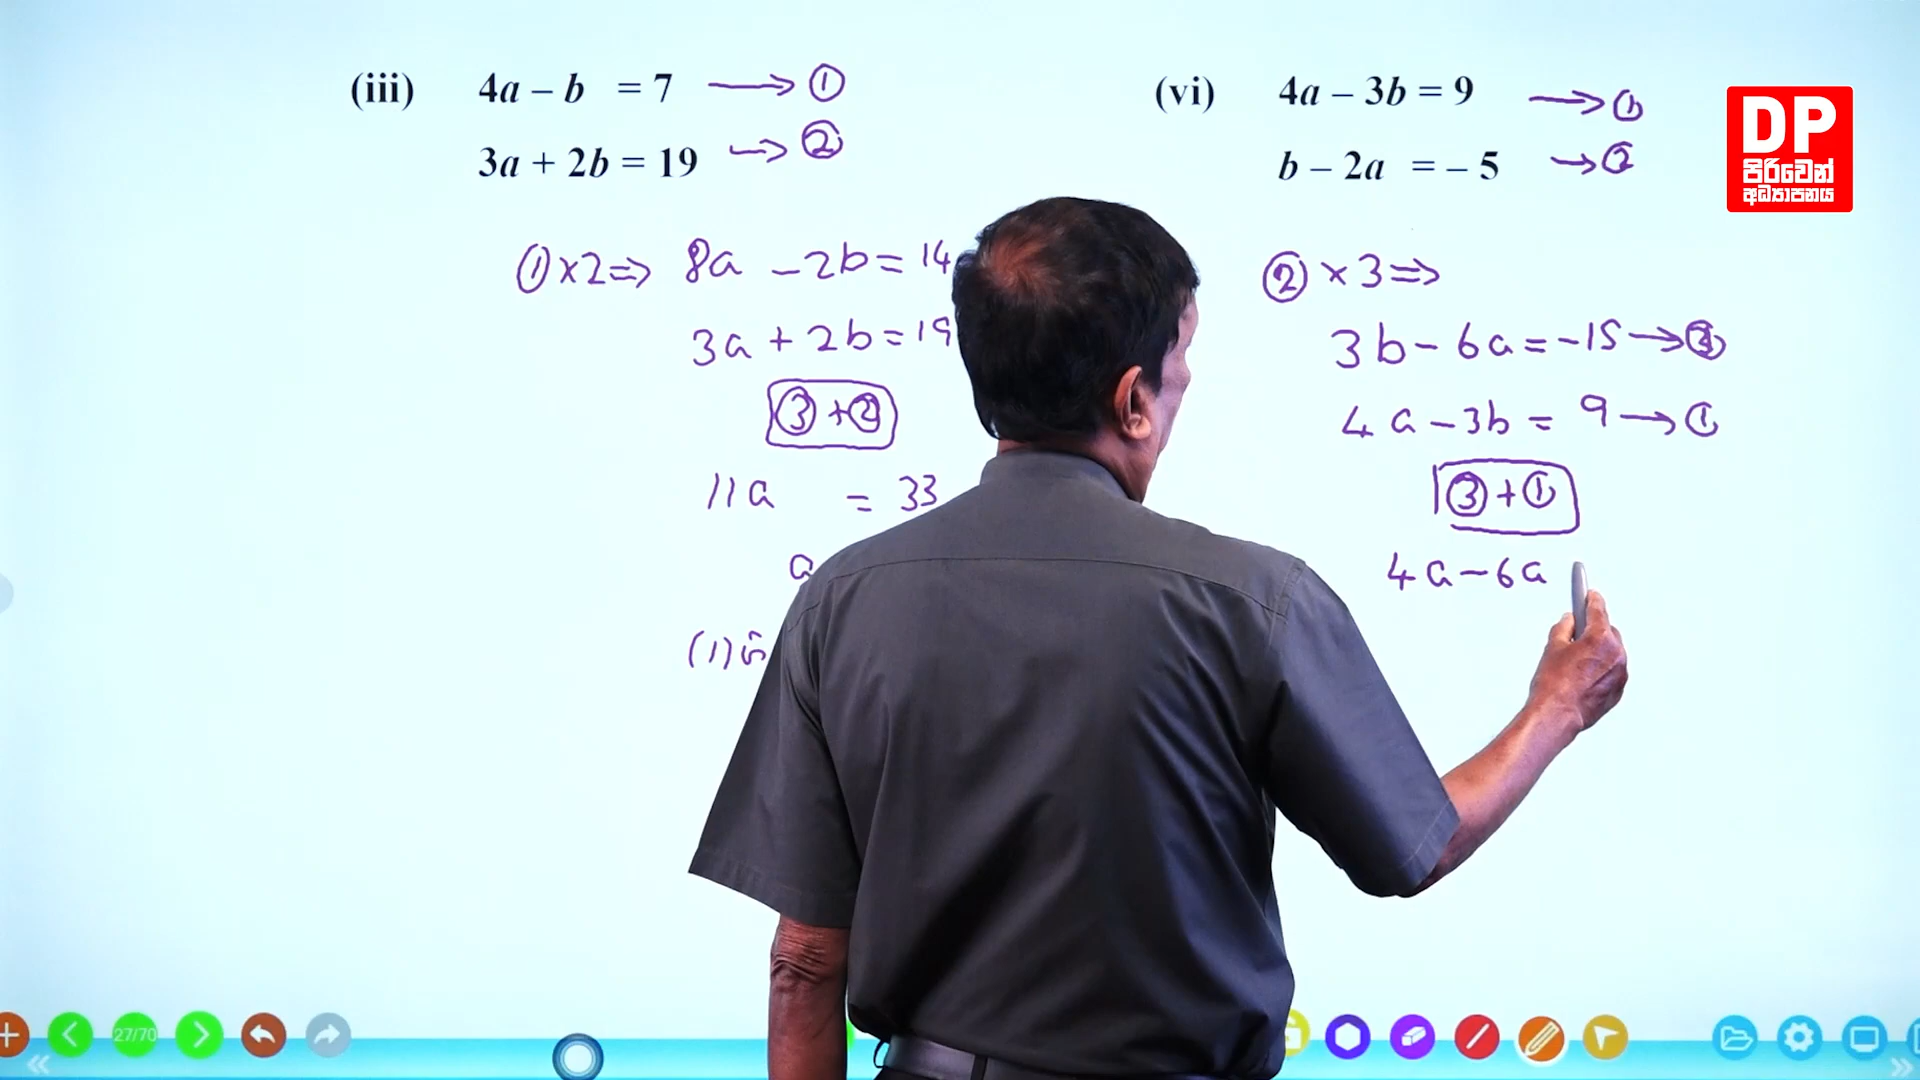 (iii) 4a – b = 7 → ①
3a + 2b = 19 → ②
① × 2 ⇒ 8a – 2b = 14
3a + 2b = 19
③ + ②
11a = 33
a
(1) න්
(vi) 4a – 3b = 9 → ①
b – 2a = – 5 → ②
② × 3 ⇒
3b – 6a = –15 → ③
4a – 3b = 9 → ①
③ + ①
4a – 6a
DP
පිරිවෙන්
අධ්‍යාපනය
27/70